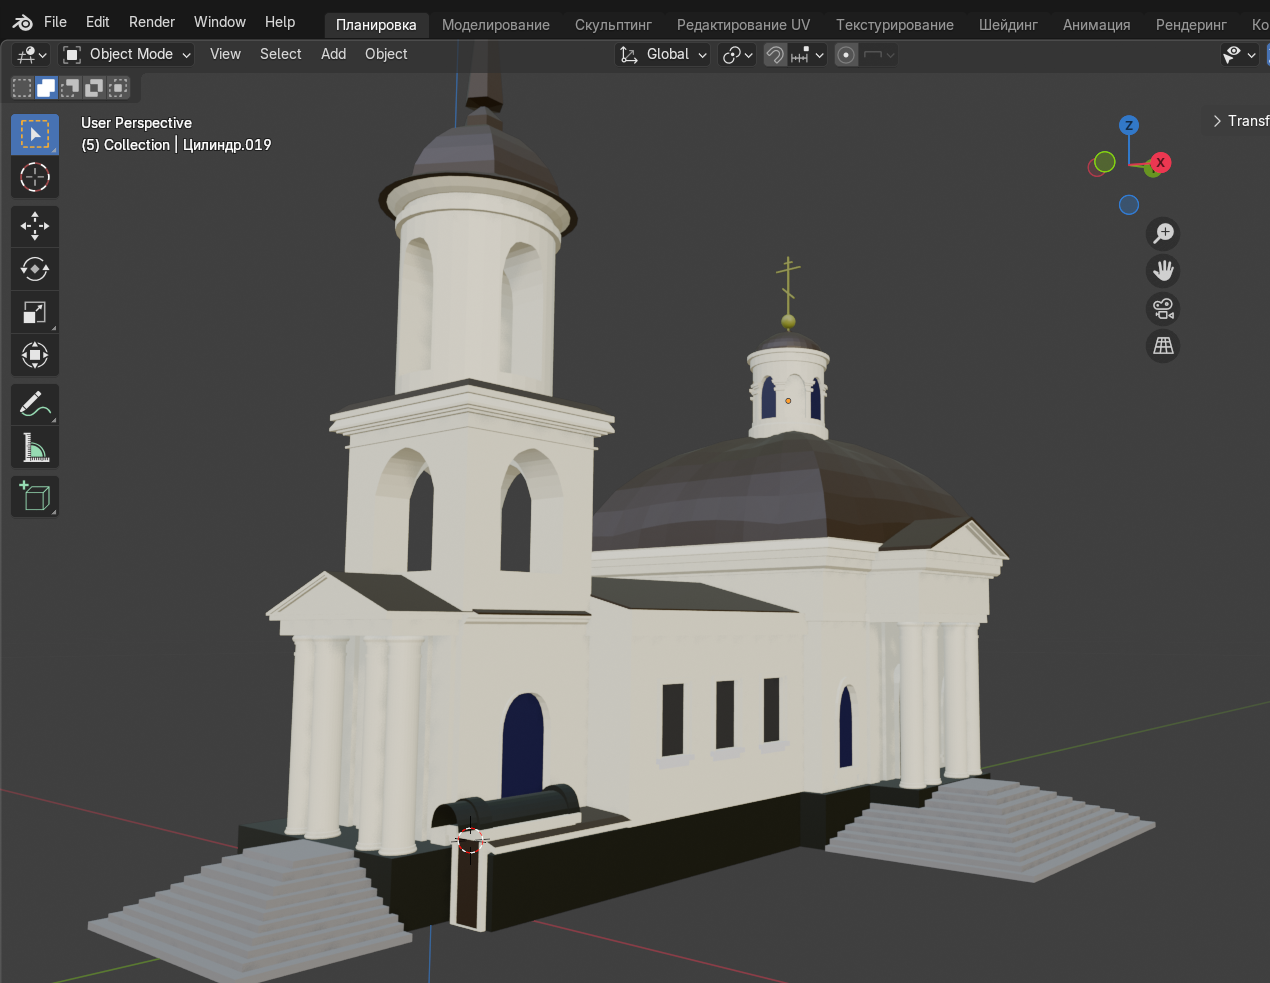 File Edit Render Window Help Планировка Моделирование Скульптинг Редактирование UV Текстурирование Шейдинг Анимация Рендеринг Ко
Object Mode View Select Add Object Global
User Perspective
(5) Collection | Цилиндр.019
Z
X
Transf